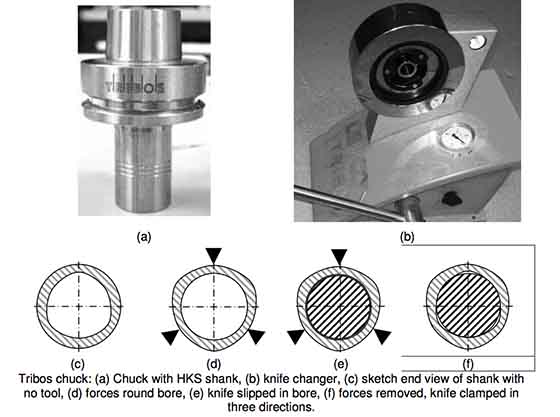 TRIBOS
(a)
(b)
(c)
(d)
(e)
(f)
Tribos chuck: (a) Chuck with HKS shank, (b) knife changer, (c) sketch end view of shank with
no tool, (d) forces round bore, (e) knife slipped in bore, (f) forces removed, knife clamped in
three directions.